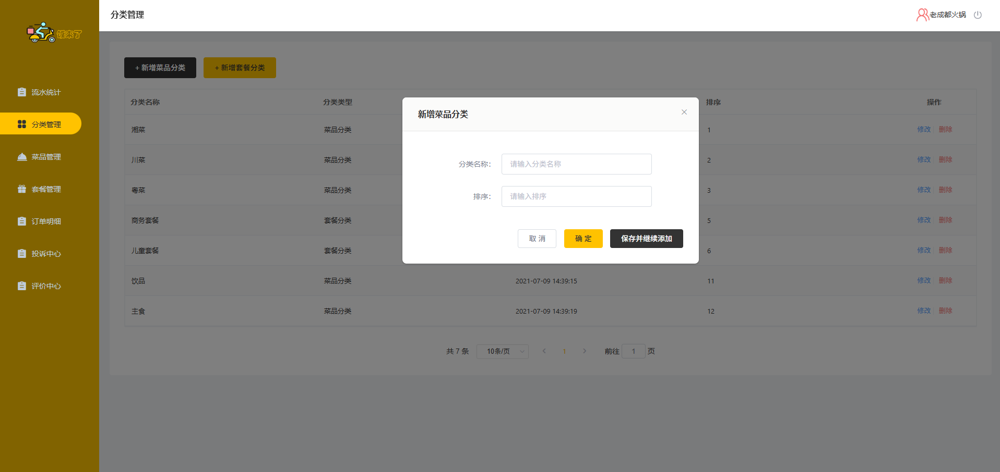 饭来了
分类管理
老成都火锅
流水统计
分类管理
菜品管理
套餐管理
订单明细
投诉中心
评价中心
+ 新增菜品分类
+ 新增套餐分类
分类名称 分类类型 排序 操作
湘菜 菜品分类 1 修改 删除
川菜 菜品分类 2 修改 删除
粤菜 菜品分类 3 修改 删除
商务套餐 套餐分类 5 修改 删除
儿童套餐 套餐分类 6 修改 删除
饮品 菜品分类 2021-07-09 14:39:15 11 修改 删除
主食 菜品分类 2021-07-09 14:39:19 12 修改 删除
共 7 条 10条/页 1 前往 1 页
新增菜品分类
分类名称: 请输入分类名称
排序: 请输入排序
取 消 确 定 保存并继续添加